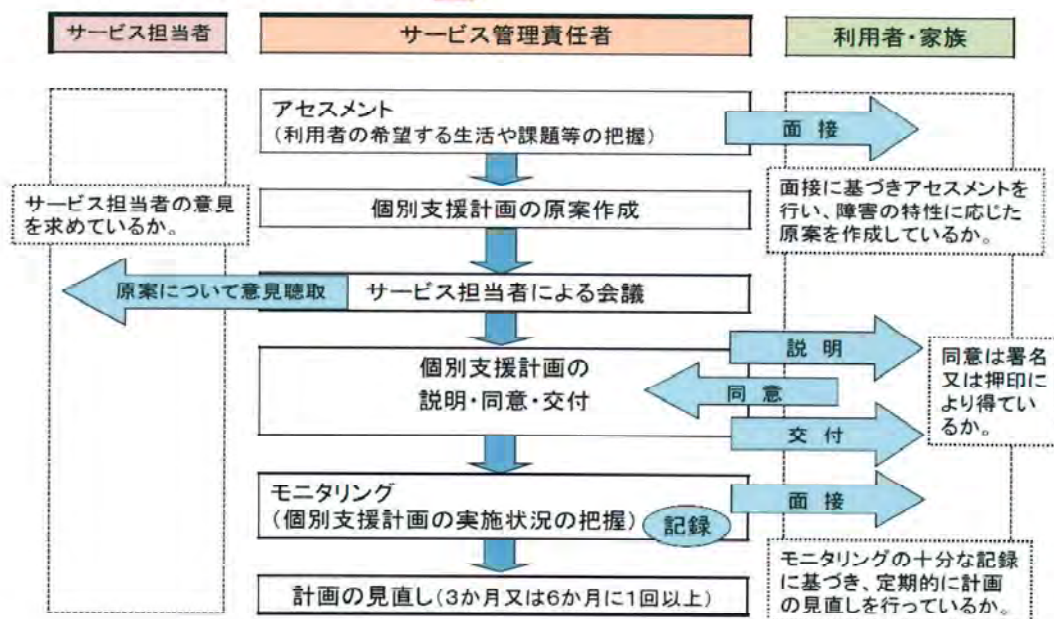 サービス担当者
サービス管理責任者
利用者・家族
アセスメント
(利用者の希望する生活や課題等の把握)
面 接
個別支援計画の原案作成
サービス担当者の意見
を求めているか。
面接に基づきアセスメントを
行い、障害の特性に応じた
原案を作成しているか。
原案について意見聴取
サービス担当者による会議
個別支援計画の
説明・同意・交付
説 明
同 意
交 付
同意は署名
又は押印に
より得てい
るか。
モニタリング
(個別支援計画の実施状況の把握)
記録
面 接
モニタリングの十分な記録
に基づき、定期的に計画
の見直しを行っているか。
計画の見直し(3か月又は6か月に1回以上)